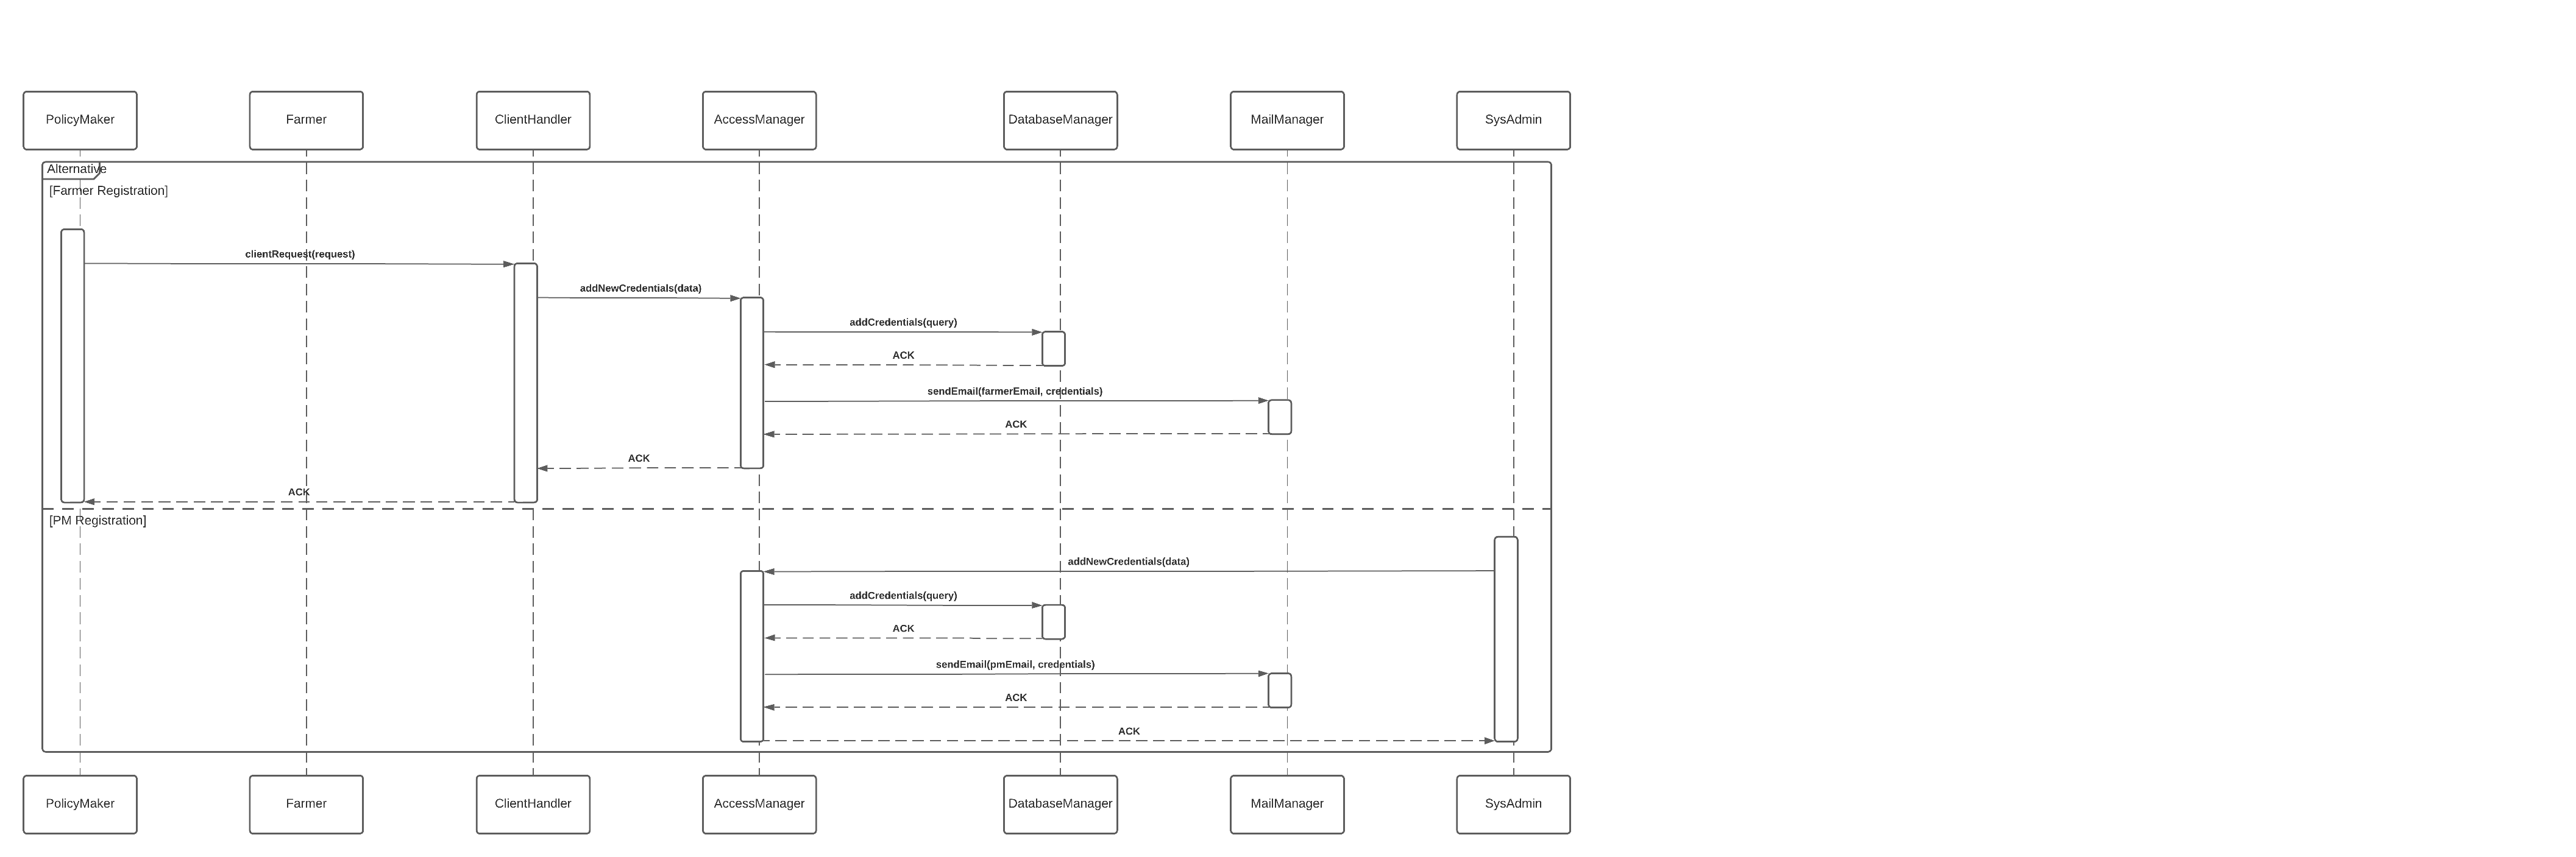 PolicyMaker
Farmer
ClientHandler
AccessManager
DatabaseManager
MailManager
SysAdmin
Alternative
[Farmer Registration]
clientRequest(request)
addNewCredentials(data)
addCredentials(query)
ACK
sendEmail(farmerEmail, credentials)
ACK
ACK
ACK
[PM Registration]
addNewCredentials(data)
addCredentials(query)
ACK
sendEmail(pmEmail, credentials)
ACK
ACK
PolicyMaker
Farmer
ClientHandler
AccessManager
DatabaseManager
MailManager
SysAdmin